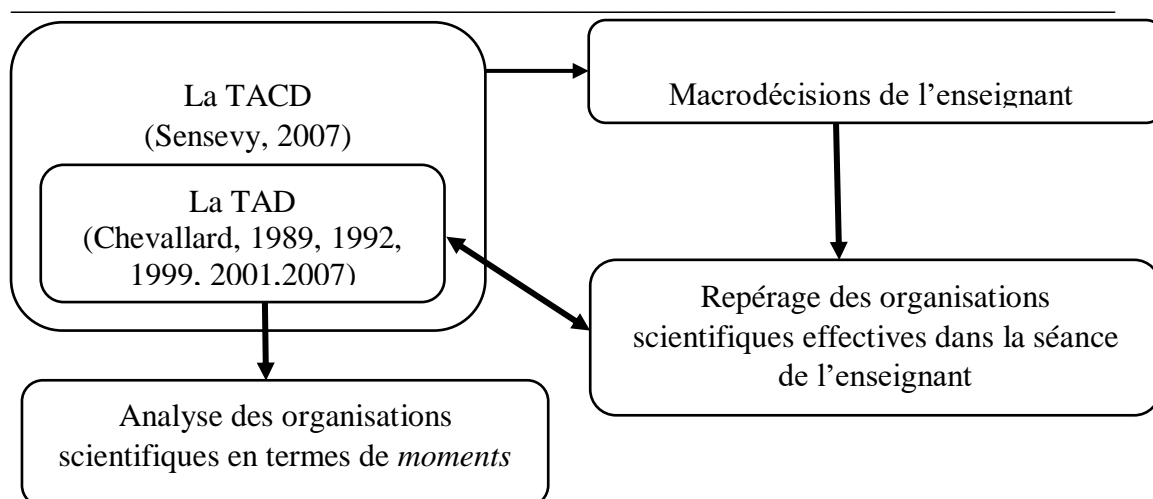 La TACD
(Sensevy, 2007)
La TAD
(Chevallard, 1989, 1992,
1999, 2001,2007)
Macrodécisions de l’enseignant
Repérage des organisations
scientifiques effectives dans la séance
de l’enseignant
Analyse des organisations
scientifiques en termes de moments